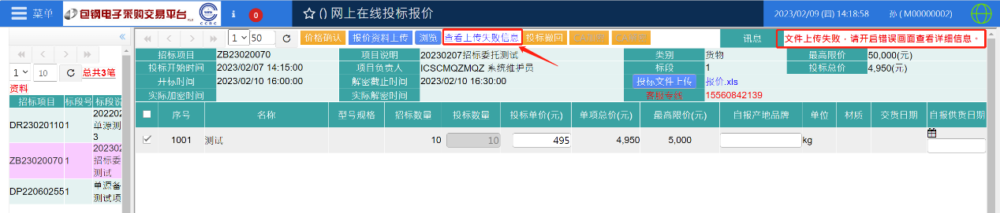 菜单 包钢电子采购交易平台 V1.0 CCRC i 0 ☆ () 网上在线投标报价 2023/02/09 (四) 14:18:58 孙 ( M00000002)
1 50 价格确认 报价资料上传 浏览 查看上传失败信息 投标撤回 讯息 文件上传失败，请开启错误画面查看详细信息。
1 10 总共3笔
资料
招标项目 标段号 标段说
DR230201101 1 202202 单源测 3
ZB23020070 1 202302 招标委 测试
DP220602551 1 单源备 测试项
招标项目 ZB23020070 项目说明 20230207招标委托测试 类别 货物 最高限价 50,000(元)
投标开始时间 2023/02/07 14:15:00 项目负责人 ICSCMQZMQZ 系统维护员 标段 1 投标总价 4,950(元)
开标时间 2023/02/10 16:00:00 解密截止时间 2023/02/10 16:30:00 投标文件上传 报价.xls
实际加密时间 实际解密时间 客服专线 15560842139
序号 名称 型号规格 招标数量 投标数量 投标单价(元) 单项总价(元) 最高限价(元) 自报产地品牌 单位 材质 交货日期 自报供货日期
1001 测试 10 10 495 4,950 5,000 kg